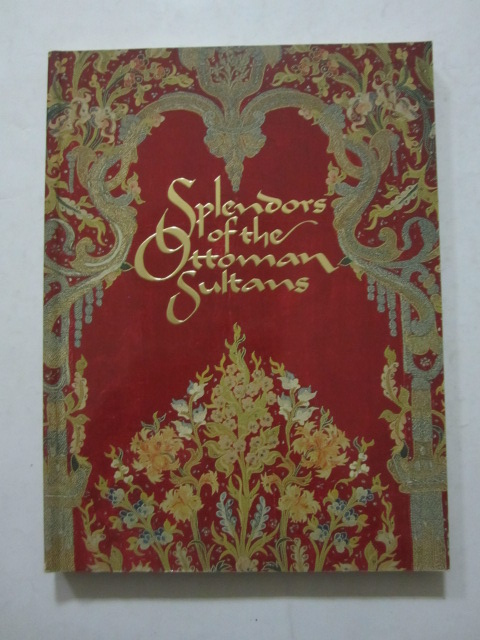 Splendors
of the
Ottoman
Sultans